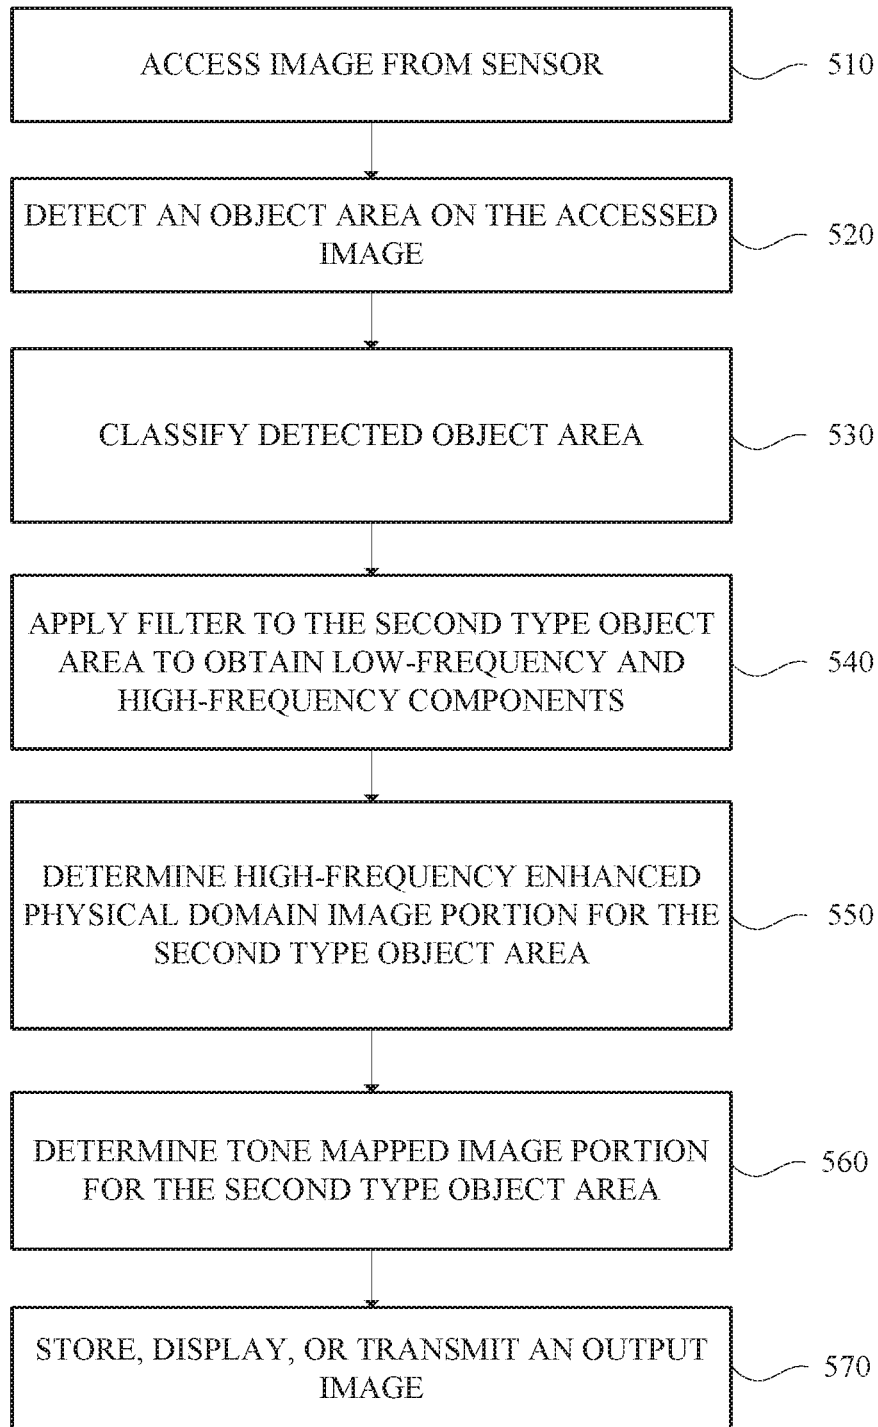 ACCESS IMAGE FROM SENSOR
510
DETECT AN OBJECT AREA ON THE ACCESSED
IMAGE
520
CLASSIFY DETECTED OBJECT AREA
530
APPLY FILTER TO THE SECOND TYPE OBJECT
AREA TO OBTAIN LOW-FREQUENCY AND
HIGH-FREQUENCY COMPONENTS
540
DETERMINE HIGH-FREQUENCY ENHANCED
PHYSICAL DOMAIN IMAGE PORTION FOR THE
SECOND TYPE OBJECT AREA
550
DETERMINE TONE MAPPED IMAGE PORTION
FOR THE SECOND TYPE OBJECT AREA
560
STORE, DISPLAY, OR TRANSMIT AN OUTPUT
IMAGE
570